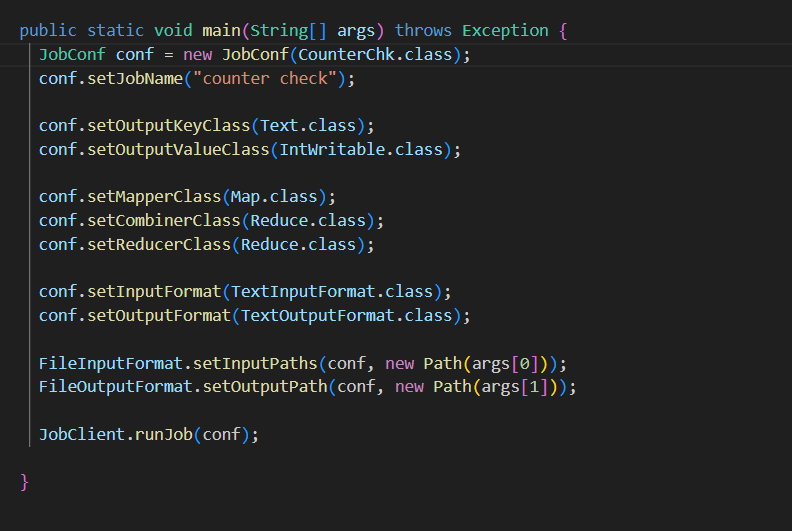 public static void main(String[] args) throws Exception {
JobConf conf = new JobConf(CounterChk.class);
conf.setJobName("counter check");
conf.setOutputKeyClass(Text.class);
conf.setOutputValueClass(IntWritable.class);
conf.setMapperClass(Map.class);
conf.setCombinerClass(Reduce.class);
conf.setReducerClass(Reduce.class);
conf.setInputFormat(TextInputFormat.class);
conf.setOutputFormat(TextOutputFormat.class);
FileInputFormat.setInputPaths(conf, new Path(args[0]));
FileOutputFormat.setOutputPath(conf, new Path(args[1]));
JobClient.runJob(conf);
}